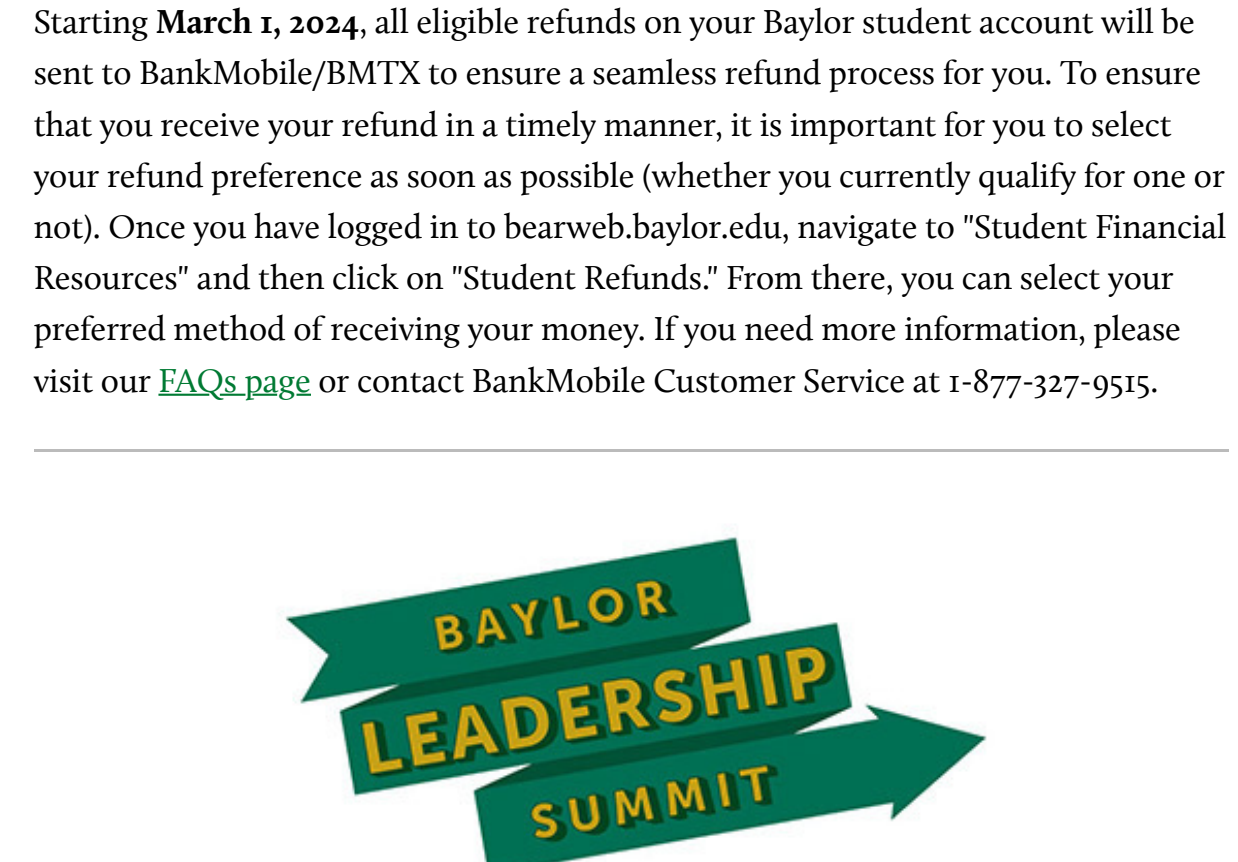 Starting March 1, 2024, all eligible refunds on your Baylor student account will be
sent to BankMobile/BMTX to ensure a seamless refund process for you. To ensure
that you receive your refund in a timely manner, it is important for you to select
your refund preference as soon as possible (whether you currently qualify for one or
not). Once you have logged in to bearweb.baylor.edu, navigate to "Student Financial
Resources" and then click on "Student Refunds." From there, you can select your
preferred method of receiving your money. If you need more information, please
visit our FAQs page or contact BankMobile Customer Service at 1-877-327-9515.
BAYLOR
LEADERSHIP
SUMMIT